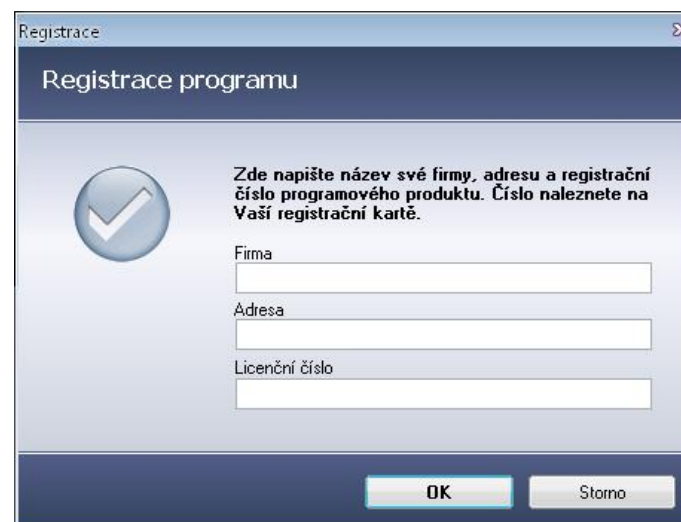 Registrace
Registrace programu
Zde napište název své firmy, adresu a registrační
číslo programového produktu. Číslo naleznete na
Vaší registrační kartě.
Firma
Adresa
Licenční číslo
OK
Storno